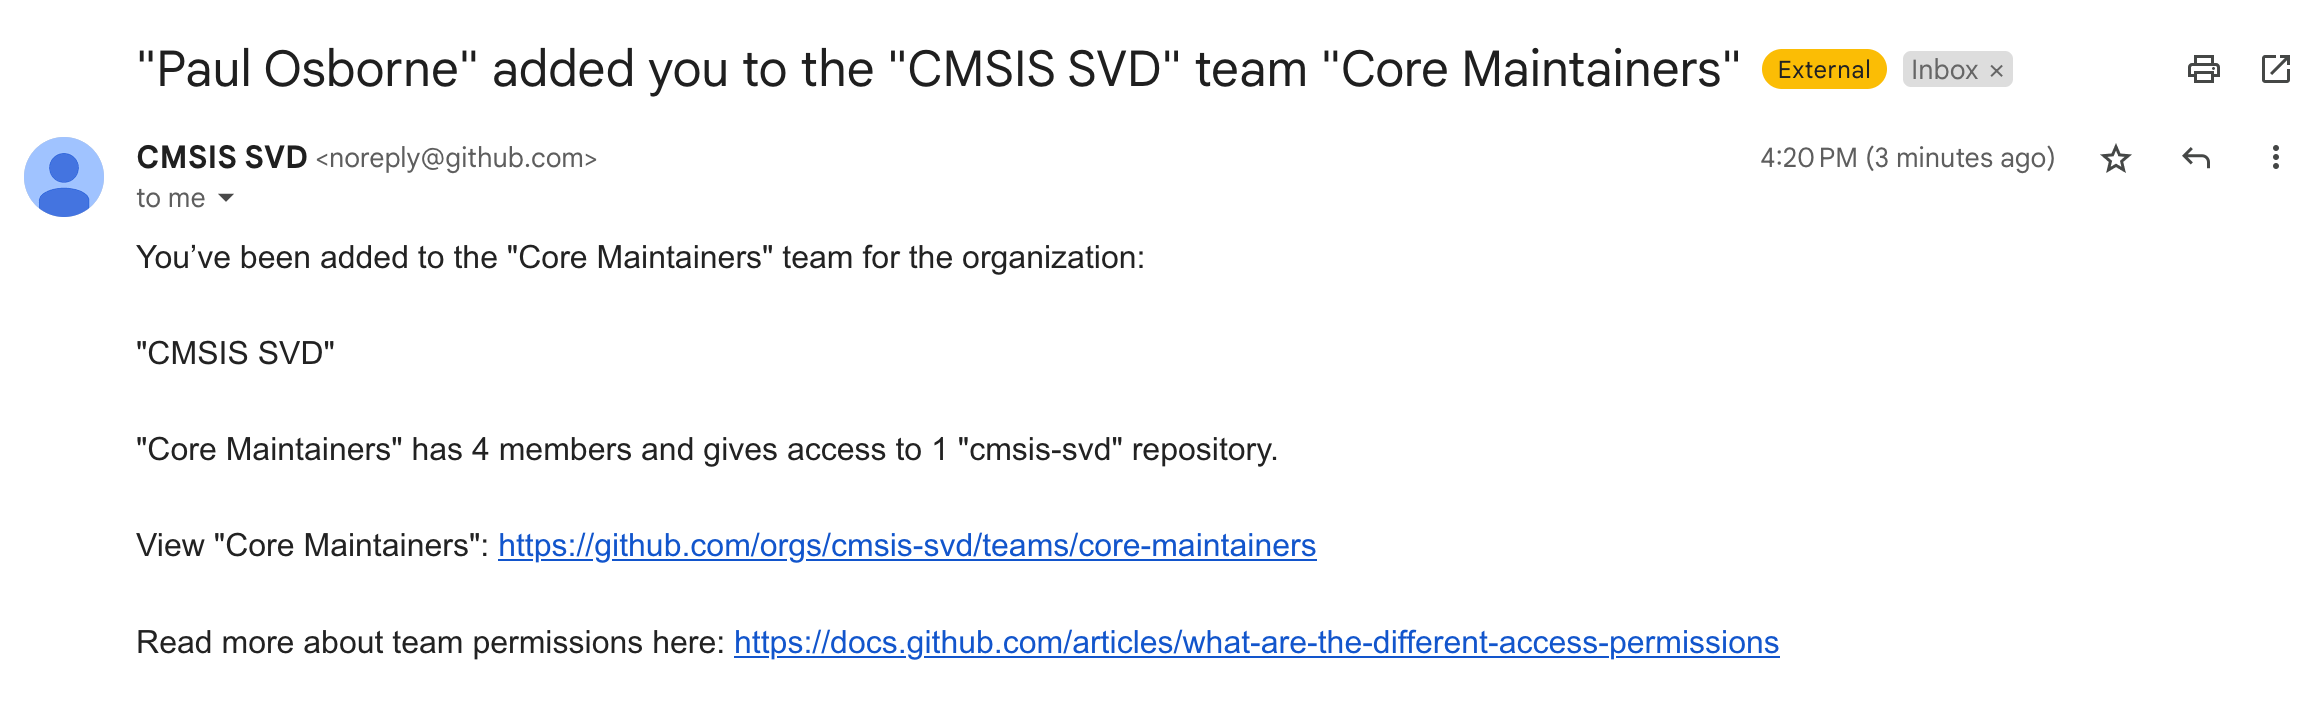 "Paul Osborne" added you to the "CMSIS SVD" team "Core Maintainers" External Inbox ×
CMSIS SVD <noreply@github.com> 4:20 PM (3 minutes ago)
to me
You’ve been added to the "Core Maintainers" team for the organization:
"CMSIS SVD"
"Core Maintainers" has 4 members and gives access to 1 "cmsis-svd" repository.
View "Core Maintainers": https://github.com/orgs/cmsis-svd/teams/core-maintainers
Read more about team permissions here: https://docs.github.com/articles/what-are-the-different-access-permissions